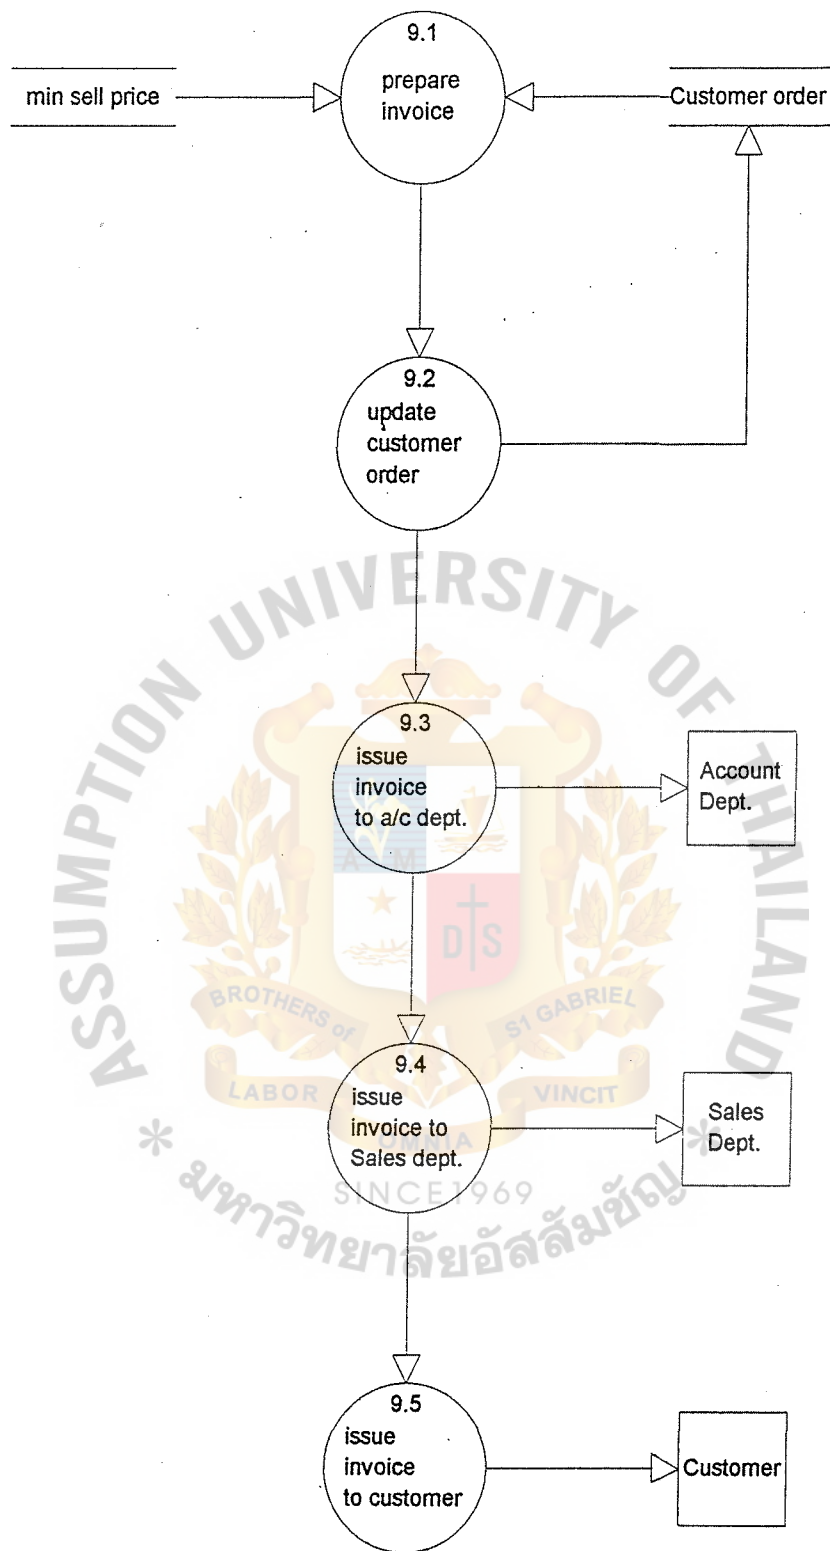 9.1
prepare
invoice
min sell price
Customer order
9.2
update
customer
order
9.3
issue
invoice
to a/c dept.
Account
Dept.
9.4
issue
invoice to
Sales dept.
Sales
Dept.
9.5
issue
invoice
to customer
Customer
ASSUMPTION UNIVERSITY OF THAILAND
A M
D S
BROTHERS of
S1 GABRIEL
LABOR
OMNIA
VINCIT
SINCE1969
มหาวิทยาลัยอัสสัมชัญ